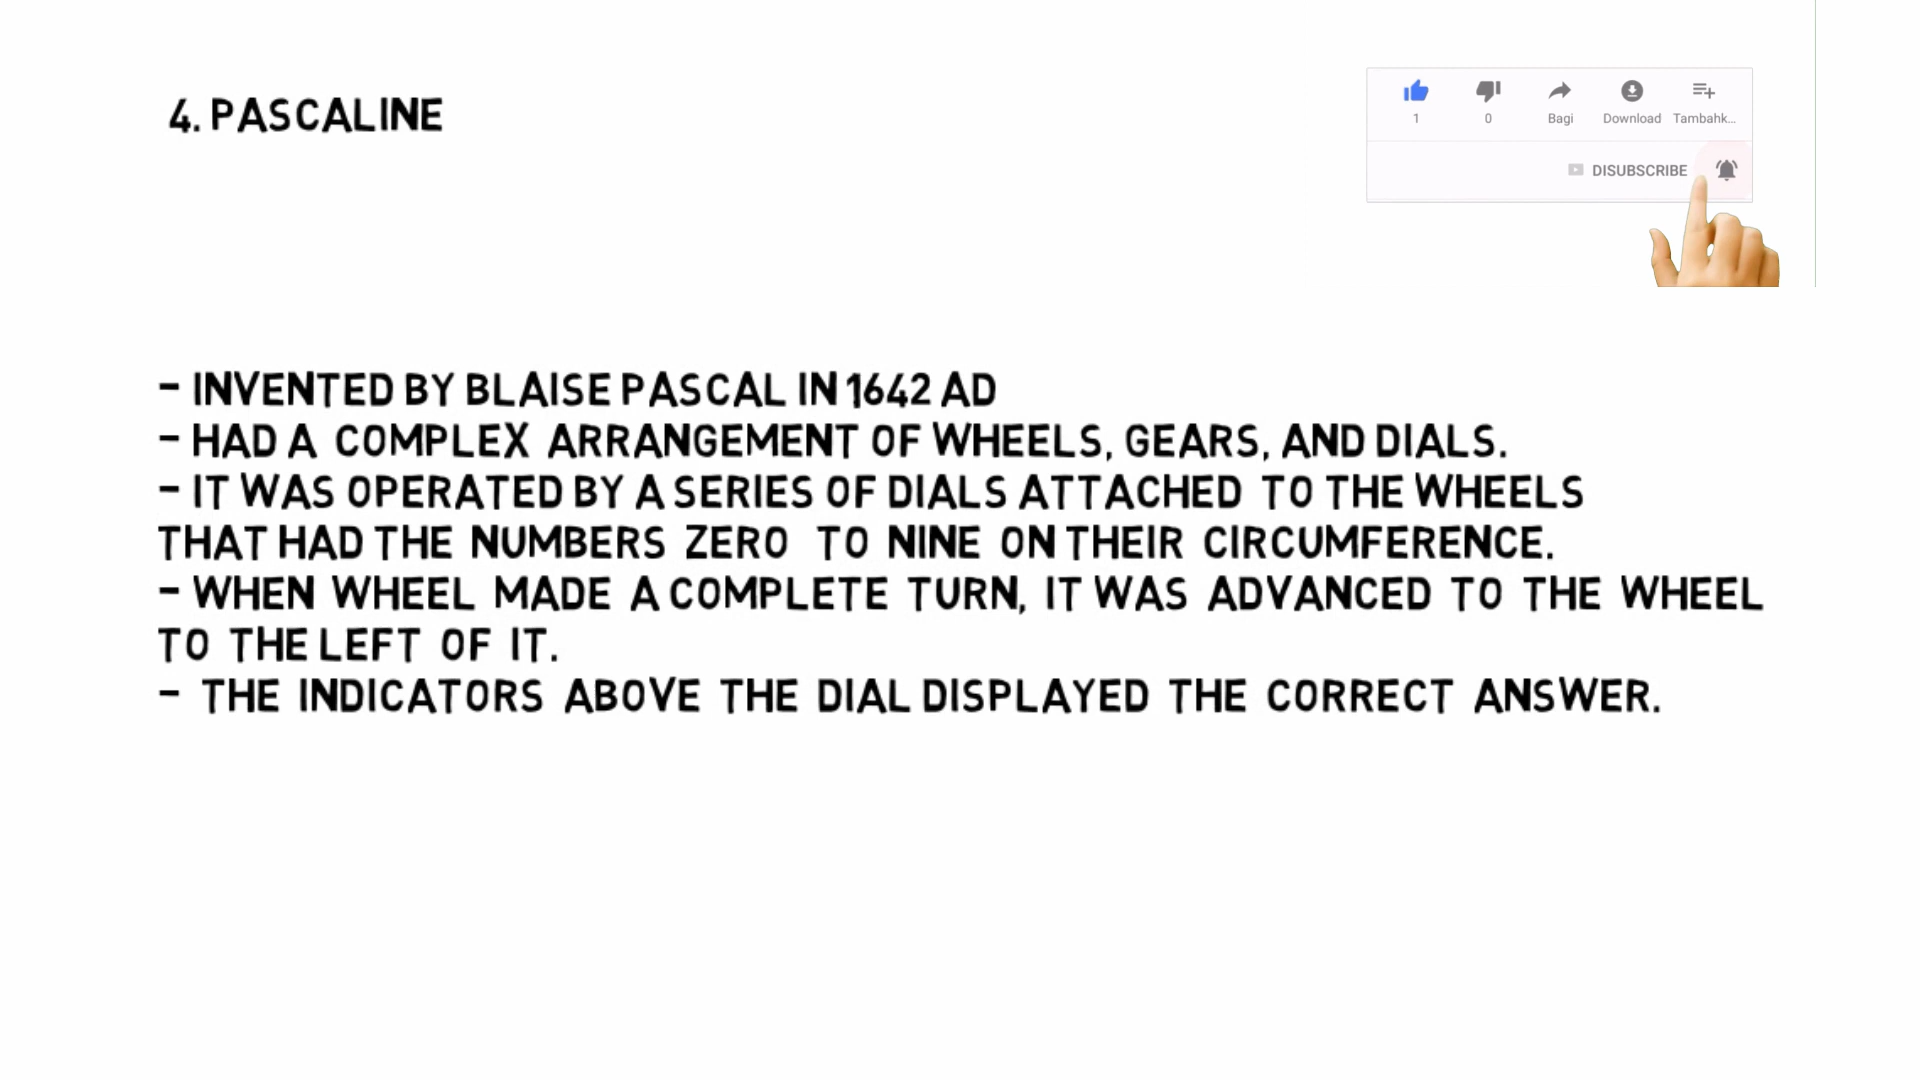 4. PASCALINE
1
0
Bagi
Download
Tambahk...
DISUBSCRIBE
- INVENTED BY BLAISE PASCAL IN 1642 AD
- HAD A COMPLEX ARRANGEMENT OF WHEELS, GEARS, AND DIALS.
- IT WAS OPERATED BY A SERIES OF DIALS ATTACHED TO THE WHEELS
THAT HAD THE NUMBERS ZERO TO NINE ON THEIR CIRCUMFERENCE.
- WHEN WHEEL MADE A COMPLETE TURN, IT WAS ADVANCED TO THE WHEEL
TO THE LEFT OF IT.
- THE INDICATORS ABOVE THE DIAL DISPLAYED THE CORRECT ANSWER.